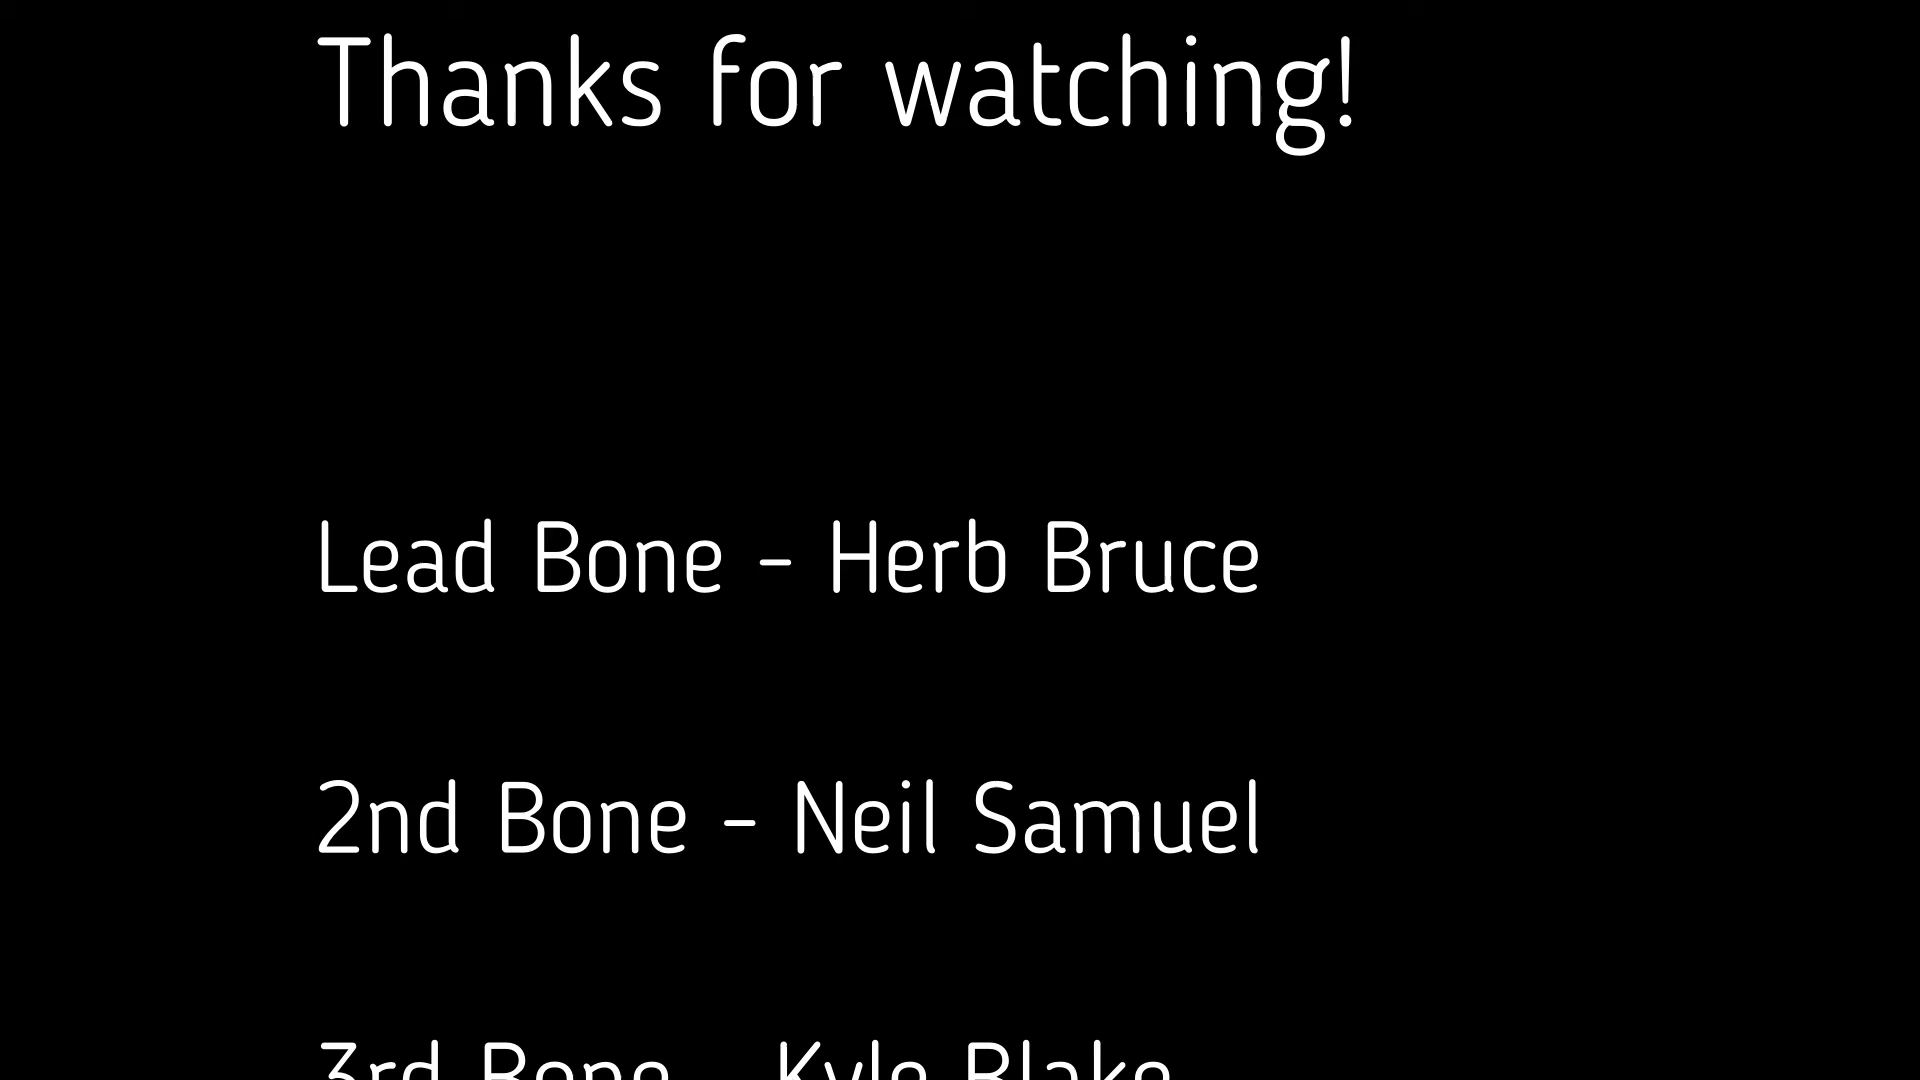 Thanks for watching!
Lead Bone - Herb Bruce
2nd Bone - Neil Samuel
3rd Bone - Kyle Blake